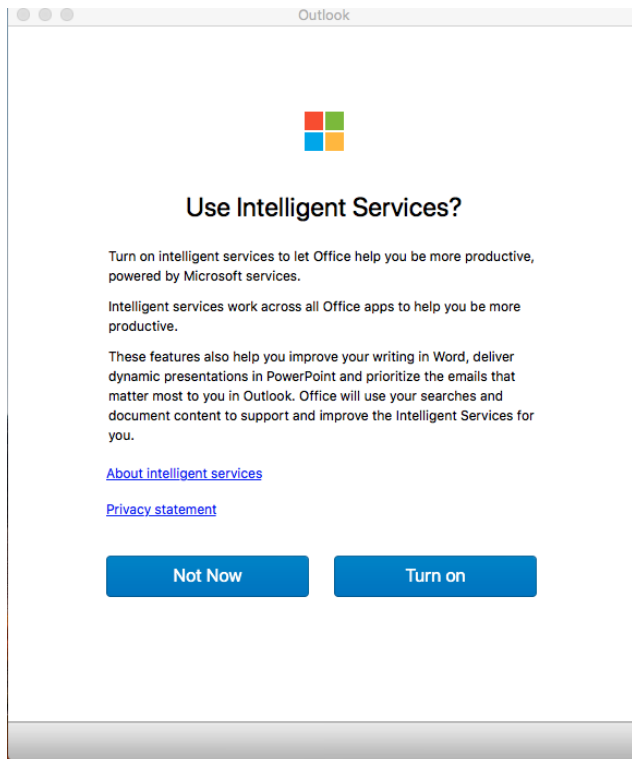 Outlook
Use Intelligent Services?
Turn on intelligent services to let Office help you be more productive,
powered by Microsoft services.
Intelligent services work across all Office apps to help you be more
productive.
These features also help you improve your writing in Word, deliver
dynamic presentations in PowerPoint and prioritize the emails that
matter most to you in Outlook. Office will use your searches and
document content to support and improve the Intelligent Services for
you.
About intelligent services
Privacy statement
Not Now
Turn on